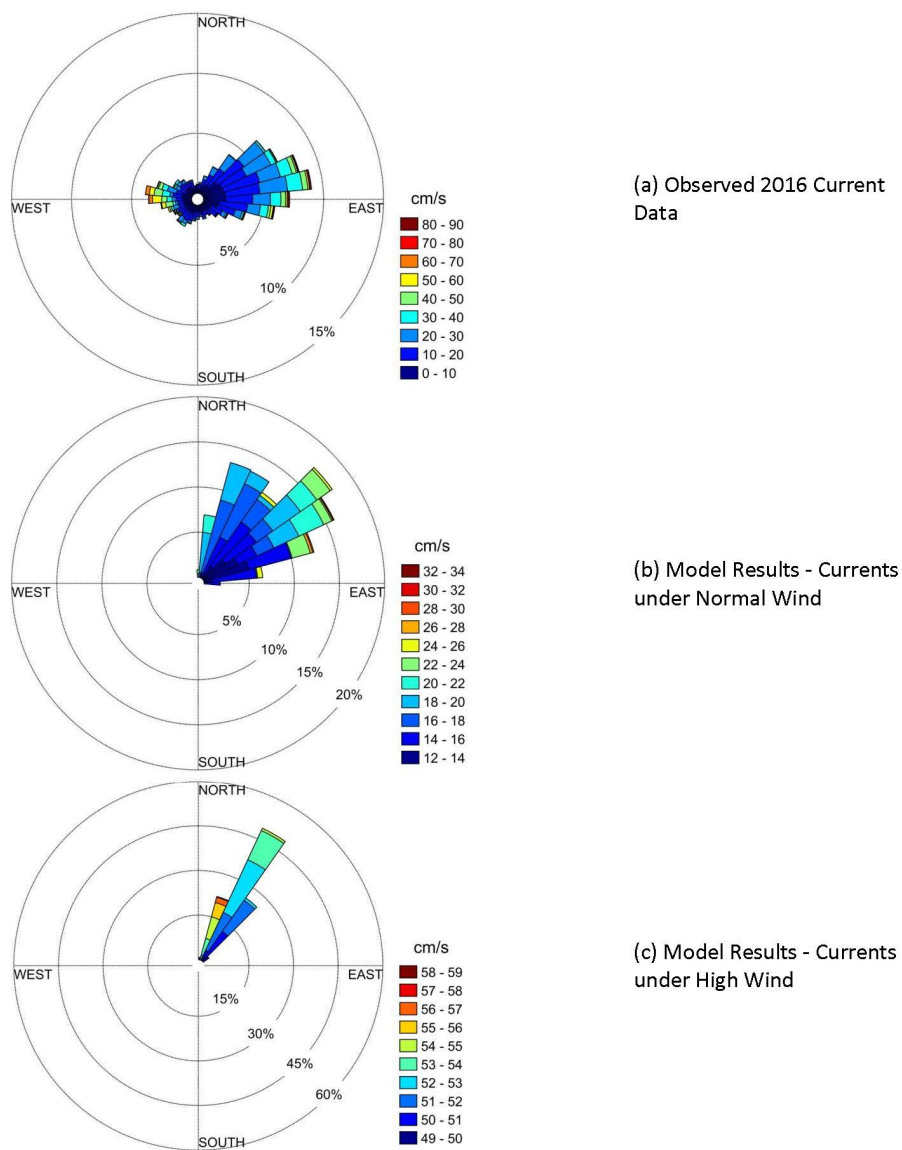 NORTH
WEST
EAST
SOUTH
5%
10%
15%
cm/s
80 - 90
70 - 80
60 - 70
50 - 60
40 - 50
30 - 40
20 - 30
10 - 20
0 - 10
(a) Observed 2016 Current
Data
NORTH
WEST
EAST
SOUTH
5%
10%
15%
20%
cm/s
32 - 34
30 - 32
28 - 30
26 - 28
24 - 26
22 - 24
20 - 22
18 - 20
16 - 18
14 - 16
12 - 14
(b) Model Results - Currents
under Normal Wind
NORTH
WEST
EAST
SOUTH
15%
30%
45%
60%
cm/s
58 - 59
57 - 58
56 - 57
55 - 56
54 - 55
53 - 54
52 - 53
51 - 52
50 - 51
49 - 50
(c) Model Results - Currents
under High Wind